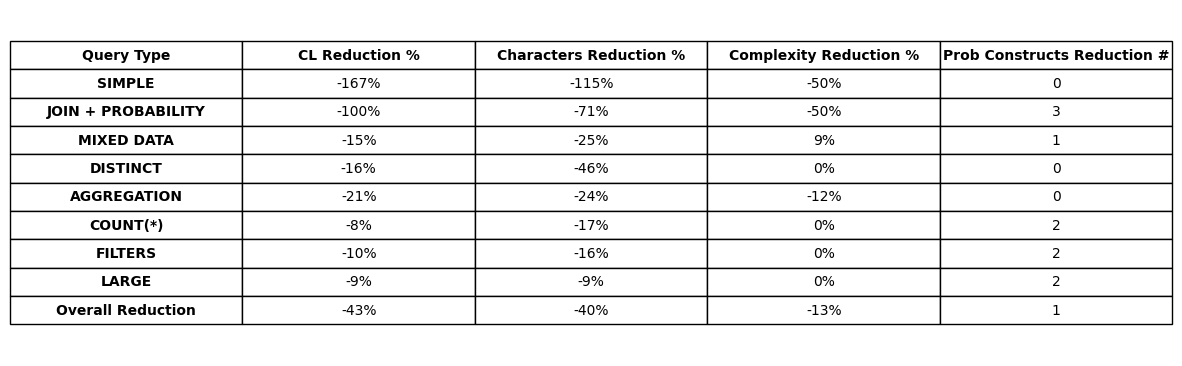 Query Type CL Reduction % Characters Reduction % Complexity Reduction % Prob Constructs Reduction #
SIMPLE -167% -115% -50% 0
JOIN + PROBABILITY -100% -71% -50% 3
MIXED DATA -15% -25% 9% 1
DISTINCT -16% -46% 0% 0
AGGREGATION -21% -24% -12% 0
COUNT(*) -8% -17% 0% 2
FILTERS -10% -16% 0% 2
LARGE -9% -9% 0% 2
Overall Reduction -43% -40% -13% 1